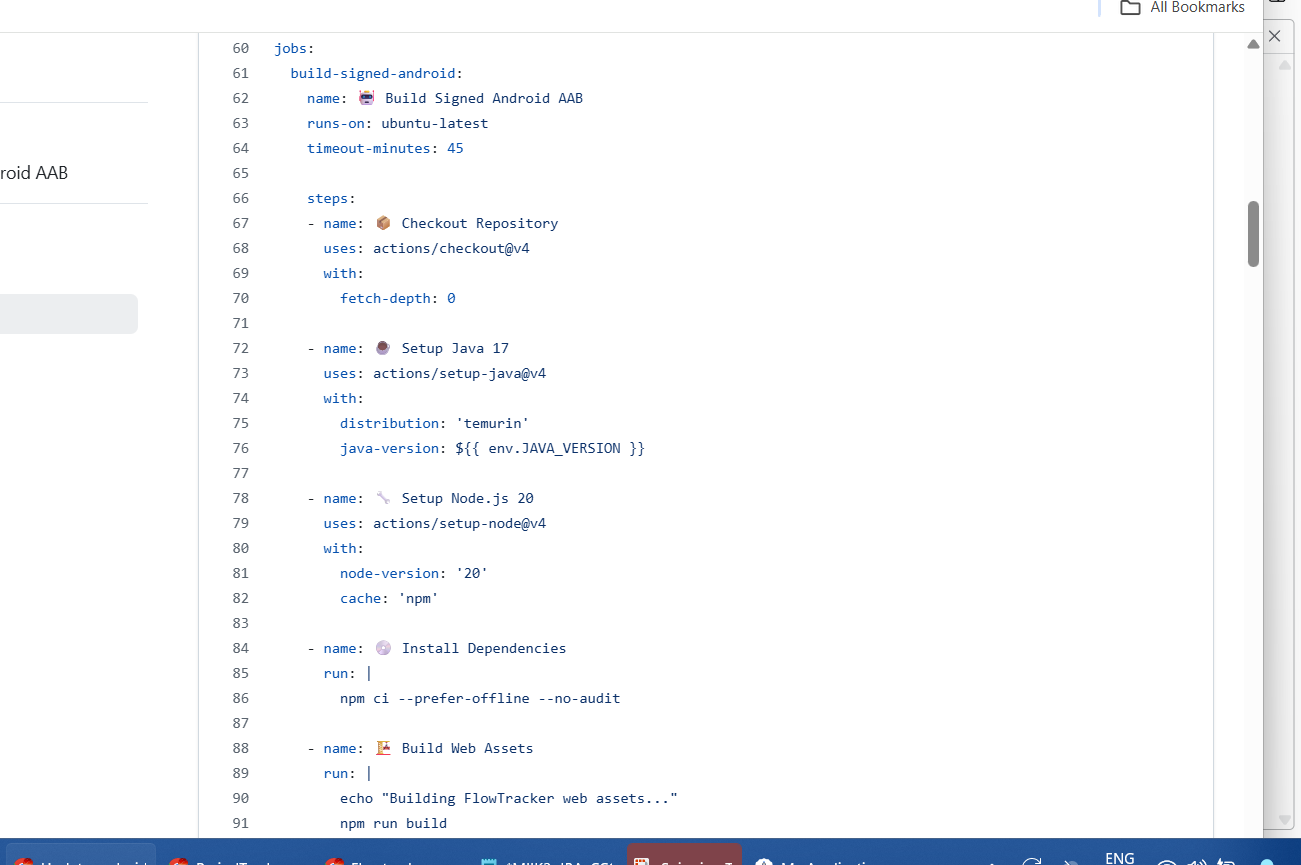 All Bookmarks
roid AAB
60 jobs:
61 build-signed-android:
62 name: 🤖 Build Signed Android AAB
63 runs-on: ubuntu-latest
64 timeout-minutes: 45
65
66 steps:
67 - name: 📦 Checkout Repository
68 uses: actions/checkout@v4
69 with:
70 fetch-depth: 0
71
72 - name: ☕ Setup Java 17
73 uses: actions/setup-java@v4
74 with:
75 distribution: 'temurin'
76 java-version: ${{ env.JAVA_VERSION }}
77
78 - name: 🔧 Setup Node.js 20
79 uses: actions/setup-node@v4
80 with:
81 node-version: '20'
82 cache: 'npm'
83
84 - name: 💿 Install Dependencies
85 run: |
86 npm ci --prefer-offline --no-audit
87
88 - name: 🏗 Build Web Assets
89 run: |
90 echo "Building FlowTracker web assets..."
91 npm run build
ENG